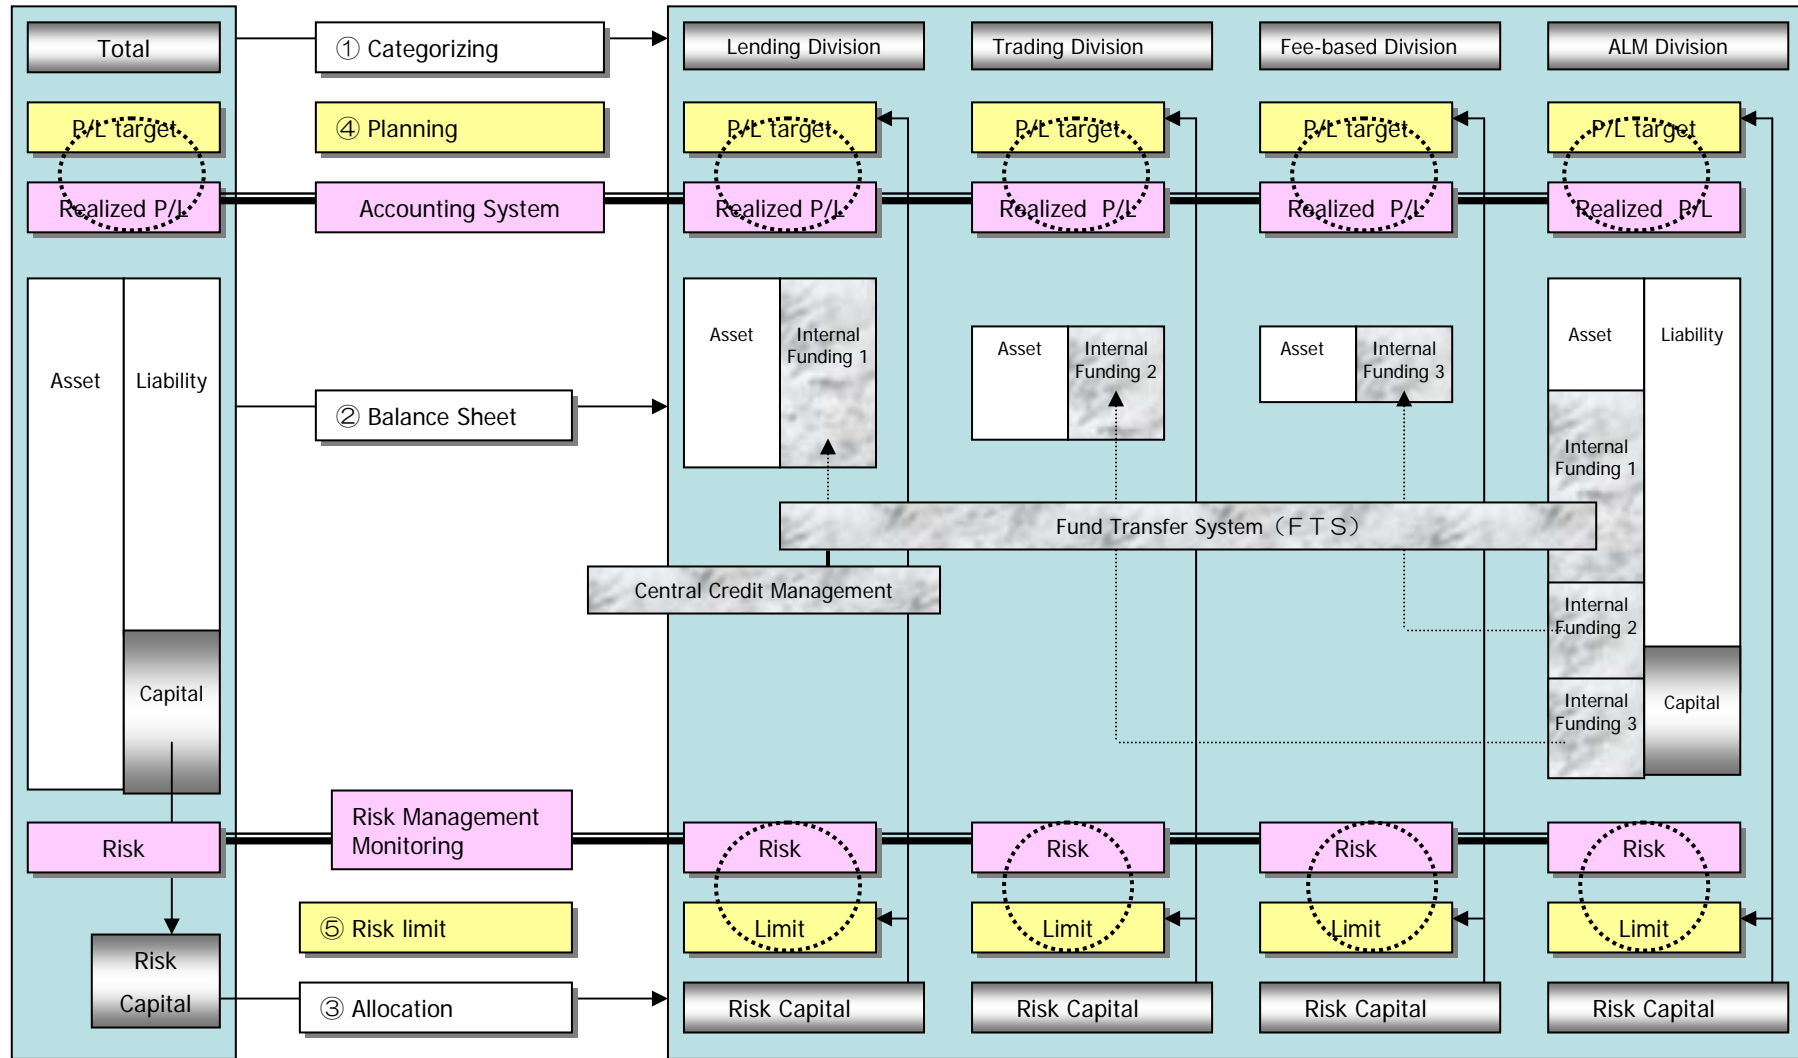 Total
① Categorizing
Lending Division
Trading Division
Fee-based Division
ALM Division
P/L target
④ Planning
P/L target
P/L target
P/L target
P/L target
Realized P/L
Accounting System
Realized P/L
Realized P/L
Realized P/L
Realized P/L
Asset
Liability
② Balance Sheet
Capital
Asset
Internal
Funding 1
Asset
Internal
Funding 2
Asset
Internal
Funding 3
Asset
Liability
Internal
Funding 1
Fund Transfer System（ＦＴＳ）
Central Credit Management
Internal
Funding 2
Internal
Funding 3
Capital
Risk
Risk Management
Monitoring
Risk
Risk
Risk
Risk
⑤ Risk limit
Limit
Limit
Limit
Limit
Risk
Capital
③ Allocation
Risk Capital
Risk Capital
Risk Capital
Risk Capital